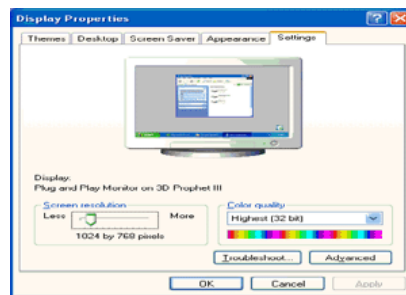 Display Properties
Themes Desktop Screen Saver Appearance Settings
Display:
Plug and Play Monitor on 3D Prophet III
Screen resolution
Less More
1024 by 768 pixels
Color quality
Highest (32 bit)
Troubleshoot... Advanced
OK Cancel Apply